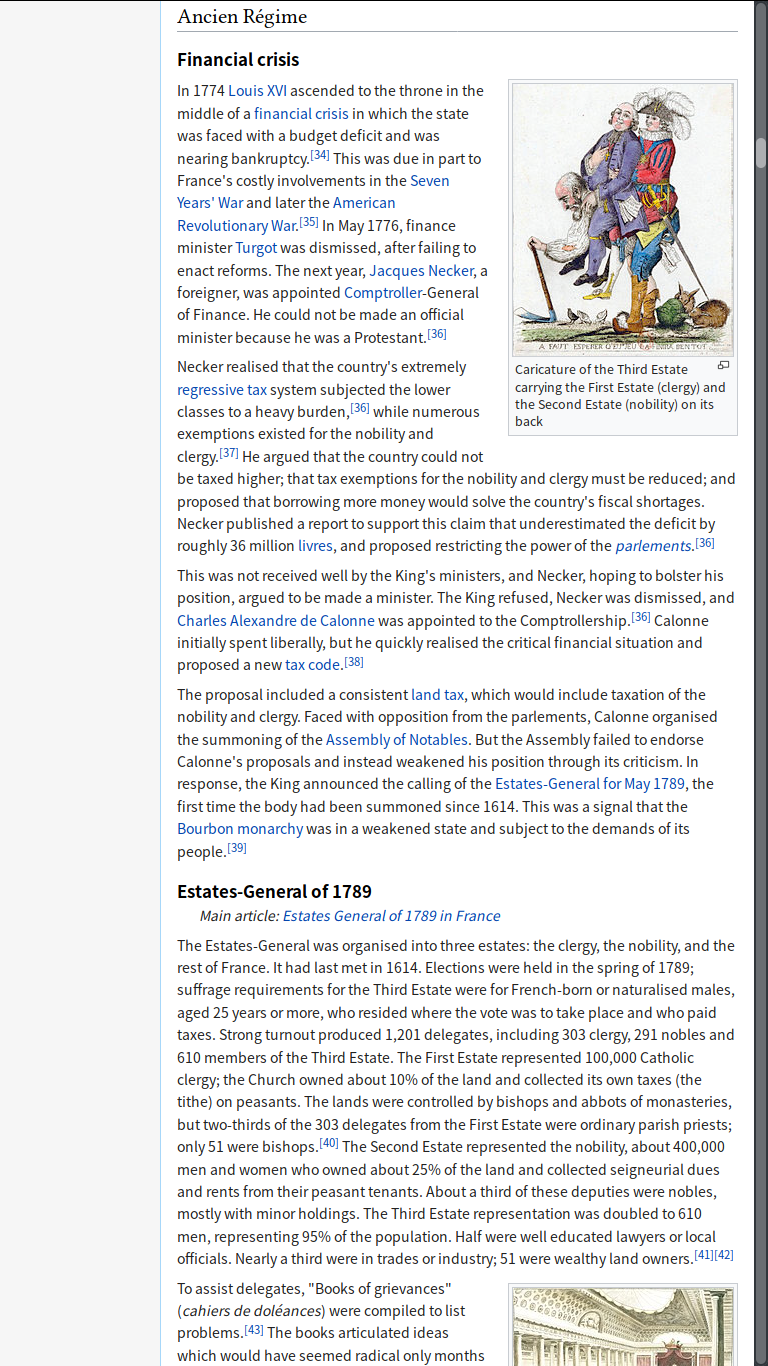 Ancien Régime
Financial crisis
In 1774 Louis XVI ascended to the throne in the
middle of a financial crisis in which the state
was faced with a budget deficit and was
nearing bankruptcy.[34] This was due in part to
France's costly involvements in the Seven
Years' War and later the American
Revolutionary War.[35] In May 1776, finance
minister Turgot was dismissed, after failing to
enact reforms. The next year, Jacques Necker, a
foreigner, was appointed Comptroller-General
of Finance. He could not be made an official
minister because he was a Protestant.[36]
A FAUT ESPERER Q'EU JEU LA FINIRA BEN TOT
Caricature of the Third Estate
carrying the First Estate (clergy) and
the Second Estate (nobility) on its
back
Necker realised that the country's extremely
regressive tax system subjected the lower
classes to a heavy burden,[36] while numerous
exemptions existed for the nobility and
clergy.[37] He argued that the country could not
be taxed higher; that tax exemptions for the nobility and clergy must be reduced; and
proposed that borrowing more money would solve the country's fiscal shortages.
Necker published a report to support this claim that underestimated the deficit by
roughly 36 million livres, and proposed restricting the power of the parlements.[36]
This was not received well by the King's ministers, and Necker, hoping to bolster his
position, argued to be made a minister. The King refused, Necker was dismissed, and
Charles Alexandre de Calonne was appointed to the Comptrollership.[36] Calonne
initially spent liberally, but he quickly realised the critical financial situation and
proposed a new tax code.[38]
The proposal included a consistent land tax, which would include taxation of the
nobility and clergy. Faced with opposition from the parlements, Calonne organised
the summoning of the Assembly of Notables. But the Assembly failed to endorse
Calonne's proposals and instead weakened his position through its criticism. In
response, the King announced the calling of the Estates-General for May 1789, the
first time the body had been summoned since 1614. This was a signal that the
Bourbon monarchy was in a weakened state and subject to the demands of its
people.[39]
Estates-General of 1789
Main article: Estates General of 1789 in France
The Estates-General was organised into three estates: the clergy, the nobility, and the
rest of France. It had last met in 1614. Elections were held in the spring of 1789;
suffrage requirements for the Third Estate were for French-born or naturalised males,
aged 25 years or more, who resided where the vote was to take place and who paid
taxes. Strong turnout produced 1,201 delegates, including 303 clergy, 291 nobles and
610 members of the Third Estate. The First Estate represented 100,000 Catholic
clergy; the Church owned about 10% of the land and collected its own taxes (the
tithe) on peasants. The lands were controlled by bishops and abbots of monasteries,
but two-thirds of the 303 delegates from the First Estate were ordinary parish priests;
only 51 were bishops.[40] The Second Estate represented the nobility, about 400,000
men and women who owned about 25% of the land and collected seigneurial dues
and rents from their peasant tenants. About a third of these deputies were nobles,
mostly with minor holdings. The Third Estate representation was doubled to 610
men, representing 95% of the population. Half were well educated lawyers or local
officials. Nearly a third were in trades or industry; 51 were wealthy land owners.[41][42]
To assist delegates, "Books of grievances"
(cahiers de doléances) were compiled to list
problems.[43] The books articulated ideas
which would have seemed radical only months